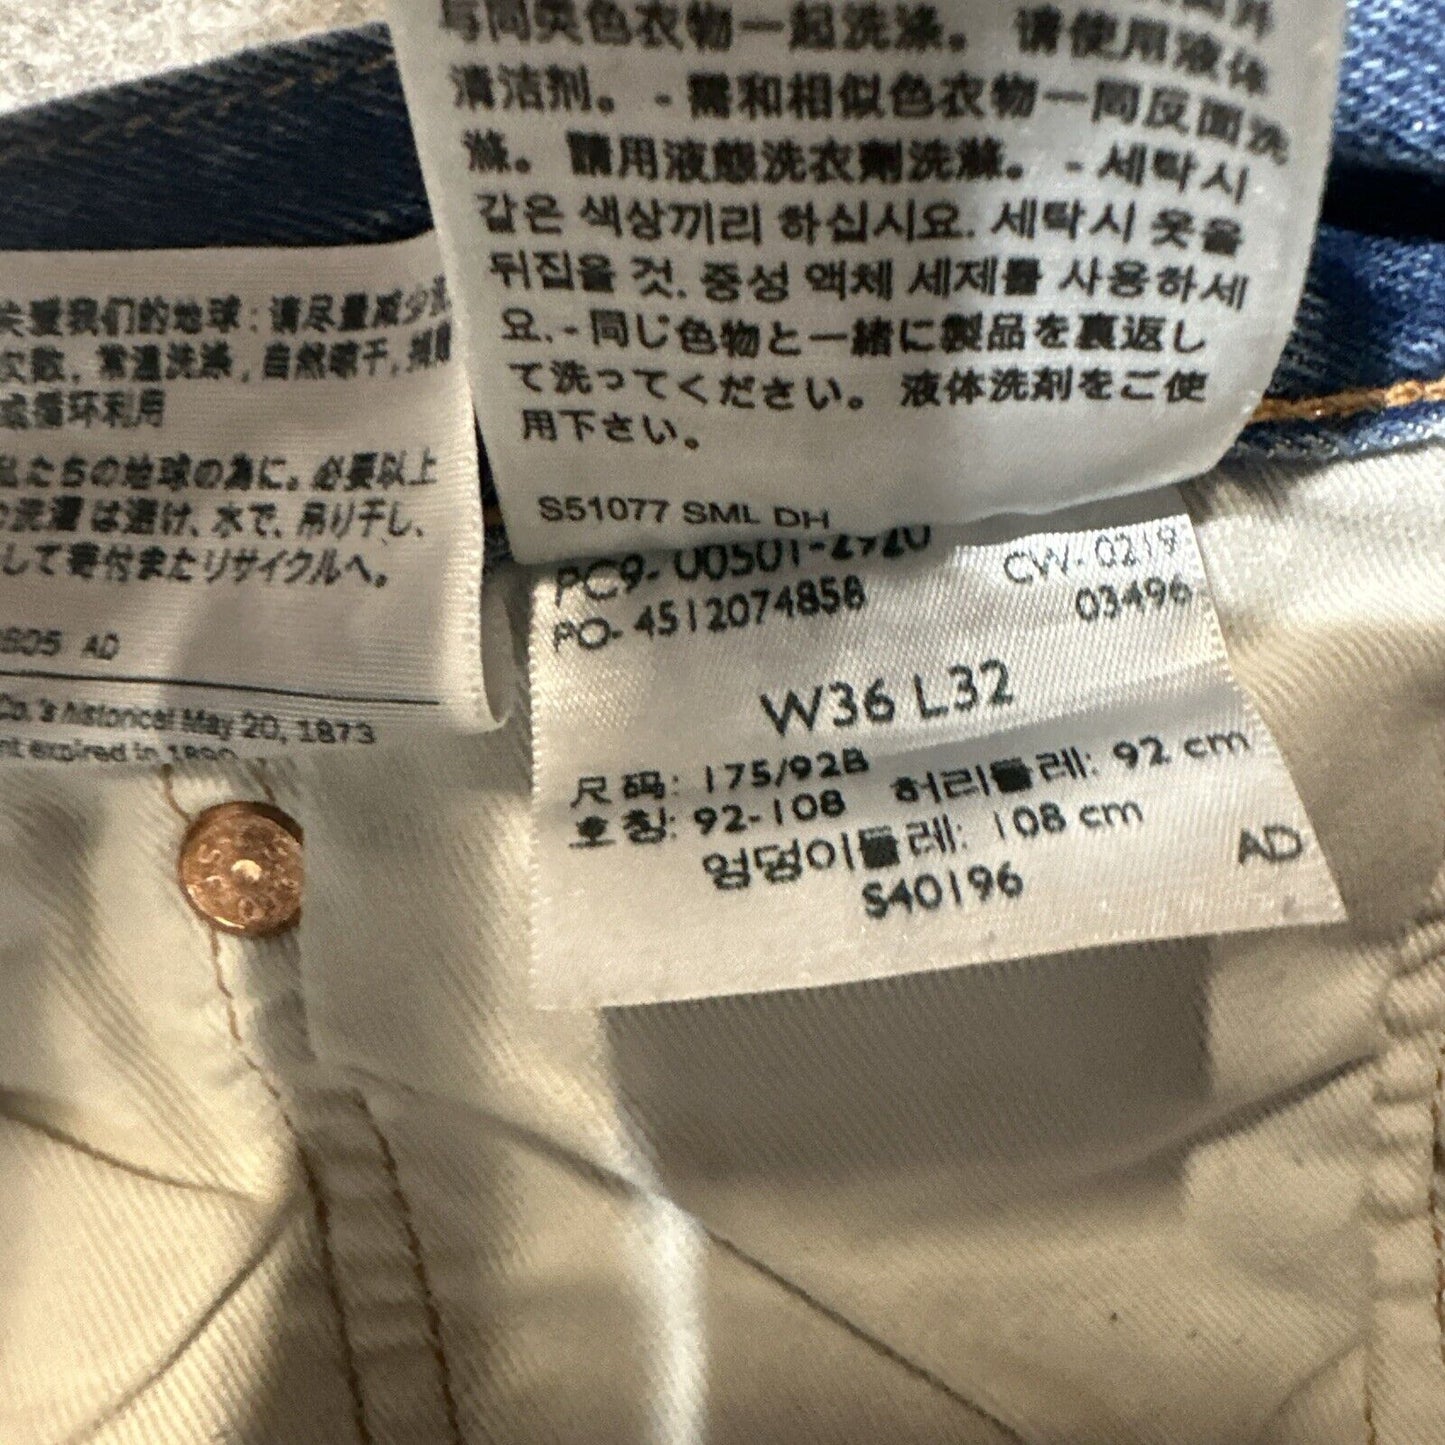 与同类色衣物一起洗涤。 请使用液体
清洁剂。 - 需和相似色衣物一同反面洗
滌。 請用液態洗衣劑洗滌。 - 세탁시
같은 색상끼리 하십시요. 세탁시 옷을
뒤집을 것. 중성 액체 세제를 사용하세
요. - 同じ色物と一緒に製品を裏返し
て洗ってください。 液体洗剤をご使
用下さい。
S51077 SML DH
关爱我们的地球: 请尽量减少洗
次数, 常温洗涤, 自然晾干, 捐赠
或循环利用
私たちの地球の為に。必要以上
の洗濯は避け、水で、吊り干し、
して寄付またリサイクルへ。
AD
Co.'s historical May 20, 1873
expired in 1890
PC9-00501-2920 CW-0219
PO-4512074858 03496
W36 L32
尺码: 175/92B 허리둘레: 92 cm
호칭: 92-108
엉덩이둘레: 108 cm
S40196
AD